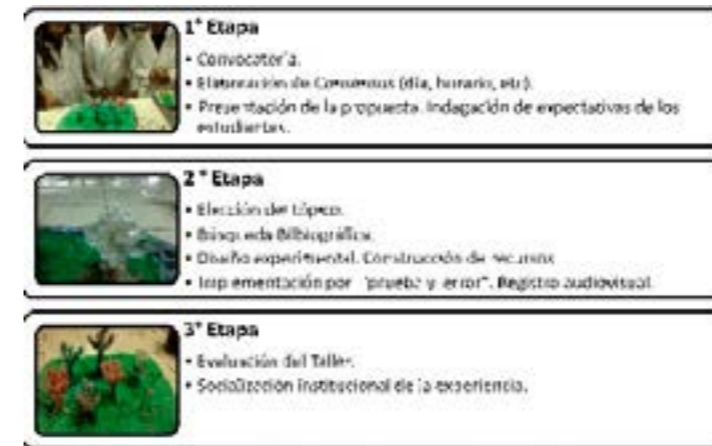 1° Etapa
• Convocatoria.
• Elaboración de Consensos (día, horario, etc).
• Presentación de la propuesta. Indagación de expectativas de los
estudiantes.
2° Etapa
• Elección del tópico.
• Búsqueda Bibliográfica.
• Diseño experimental. Construcción de recursos
• Implementación por "prueba y error". Registro audiovisual.
3° Etapa
• Evaluación del Taller.
• Socialización institucional de la experiencia.